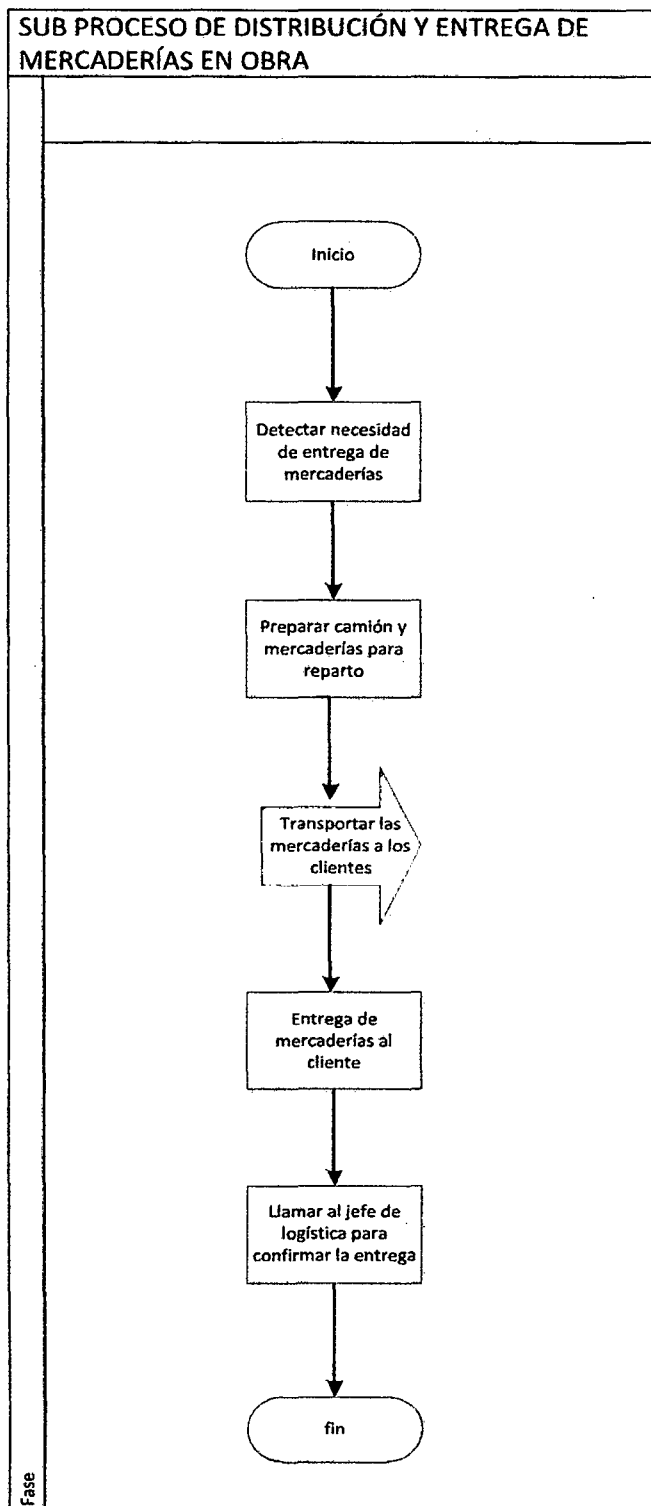 SUB PROCESO DE DISTRIBUCIÓN Y ENTREGA DE
MERCADERÍAS EN OBRA
Inicio
Detectar necesidad
de entrega de
mercaderías
Preparar camión y
mercaderías para
reparto
Transportar las
mercaderías a los
clientes
Entrega de
mercaderías al
cliente
Llamar al jefe de
logística para
confirmar la entrega
fin
Fase